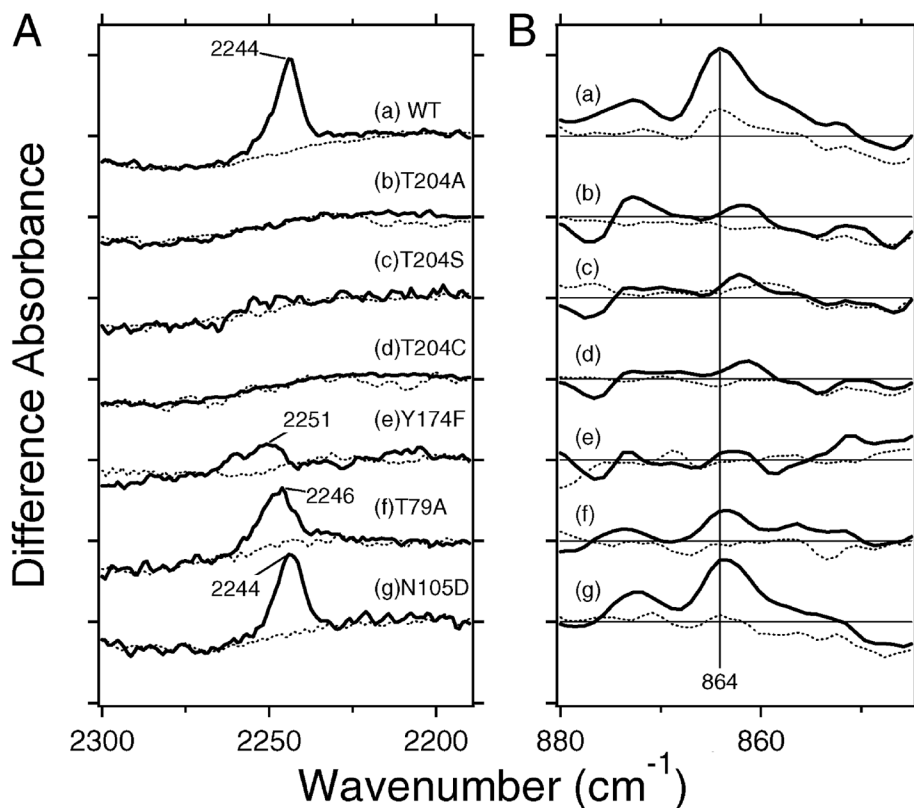 A
B
2244
(a) WT
(b)T204A
(c)T204S
(d)T204C
(e)Y174F
2251
2246
(f)T79A
2244
(g)N105D
(a)
(b)
(c)
(d)
(e)
(f)
(g)
864
2300
2250
2200
880
860
Difference Absorbance
Wavenumber (cm⁻¹)